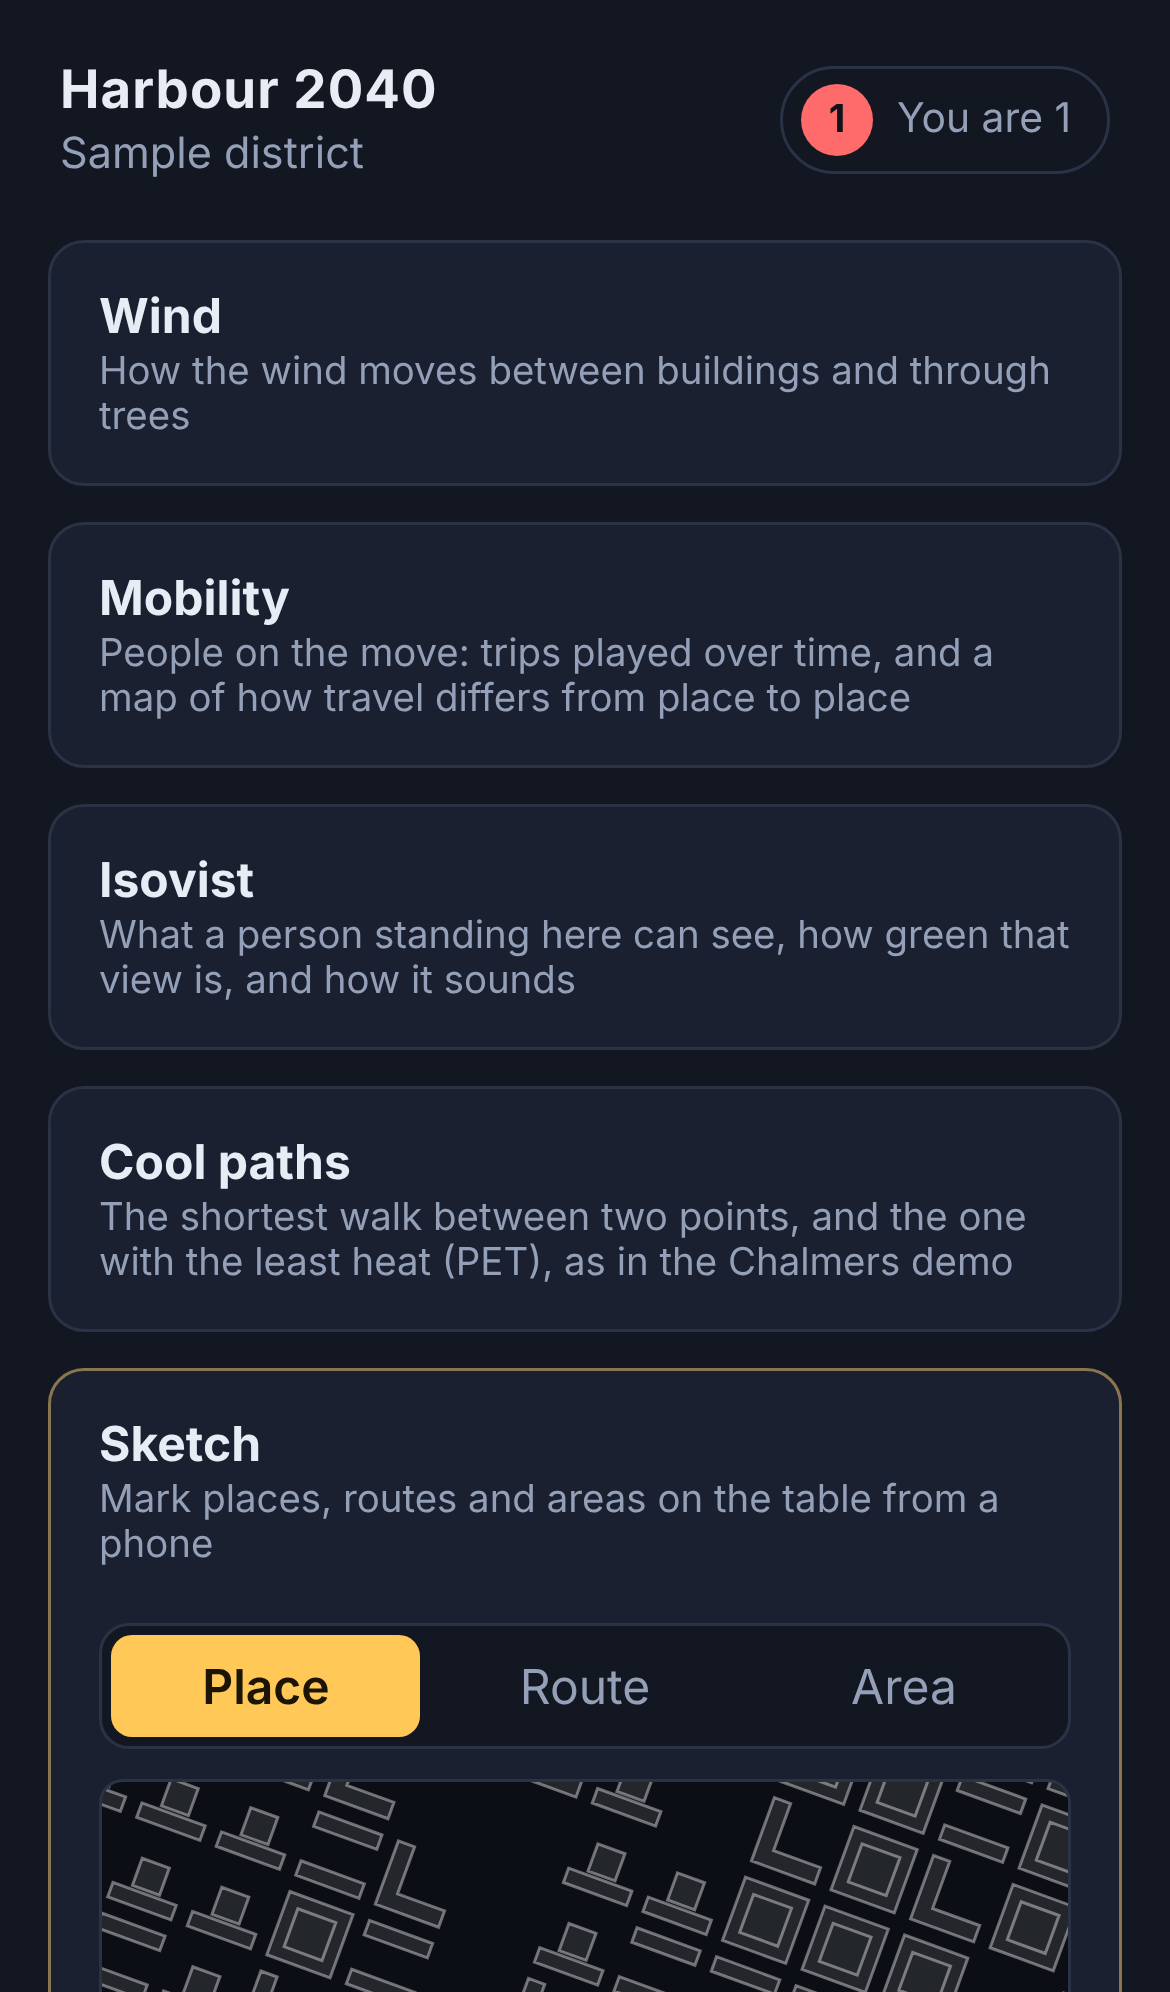 Harbour 2040
Sample district
1
You are 1
Wind
How the wind moves between buildings and through
trees
Mobility
People on the move: trips played over time, and a
map of how travel differs from place to place
Isovist
What a person standing here can see, how green that
view is, and how it sounds
Cool paths
The shortest walk between two points, and the one
with the least heat (PET), as in the Chalmers demo
Sketch
Mark places, routes and areas on the table from a
phone
Place
Route
Area